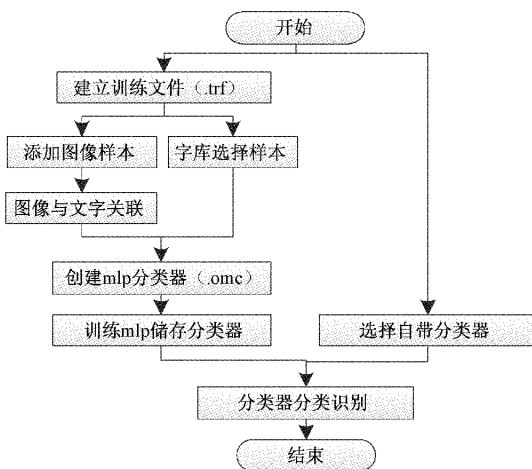 开始
建立训练文件（.trf）
添加图像样本
字库选择样本
图像与文字关联
创建mlp分类器（.omc）
训练mlp储存分类器
选择自带分类器
分类器分类识别
结束